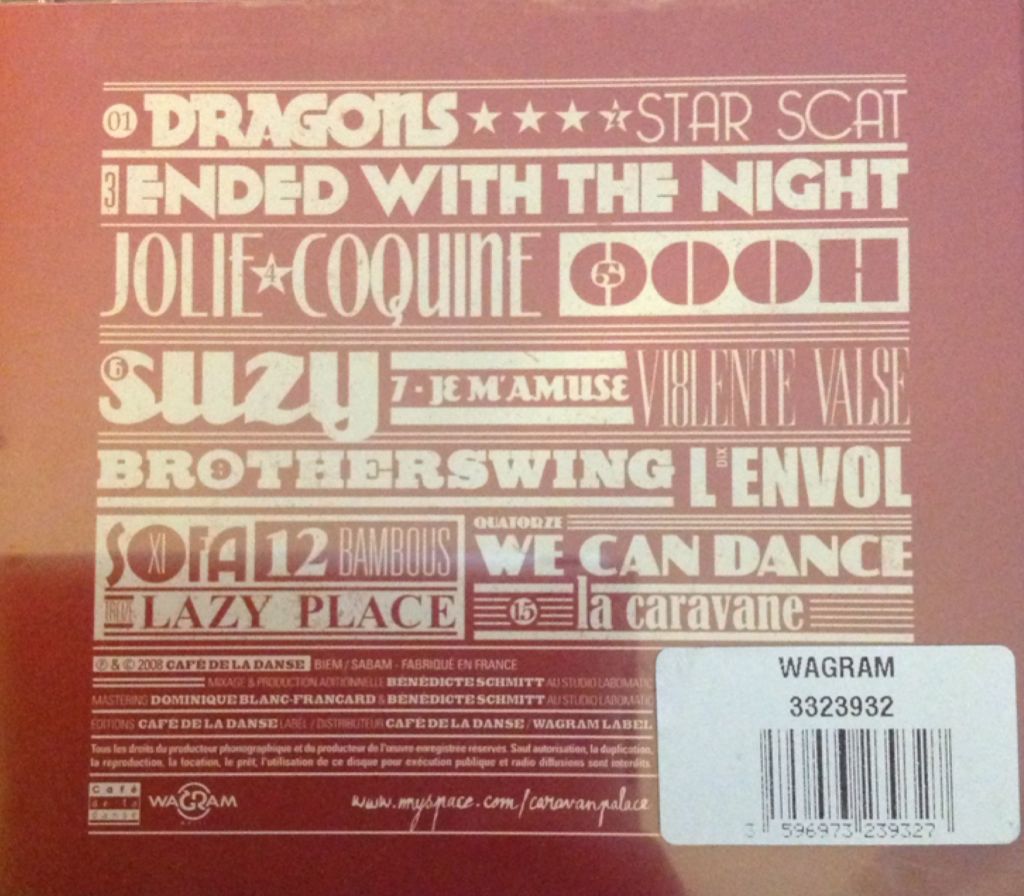 01 DRAGONS ★★★ 2 STAR SCAT
3 ENDED WITH THE NIGHT
JOLIE 4 COQUINE 5 OOOH
6 SUZY 7 - JE M'AMUSE VI8LENTE VALSE
BR9THERSWING DIX L'ENVOL
SOFA XI 12 BAMBOUS
TREIZE LAZY PLACE
QUATORZE
WE CAN DANCE
15 la caravane
℗ & © 2008 CAFÉ DE LA DANSE BIEM / SABAM - FABRIQUÉ EN FRANCE
MIXAGE & PRODUCTION ADITIONNELLE BÉNÉDICTE SCHMITT AU STUDIO LABOMATIC
MASTERING DOMINIQUE BLANC-FRANCARD & BÉNÉDICTE SCHMITT AU STUDIO LABOMATIC
EDITIONS CAFÉ DE LA DANSE LABEL / DISTRIBUTEUR CAFÉ DE LA DANSE / WAGRAM LABEL
Tous les droits du producteur phonographique et du producteur de l'œuvre enregistrée réservés. Sauf autorisation, la duplication,
la reproduction, la location, le prêt, l'utilisation de ce disque pour exécution publique et radio diffusions sont interdits.
Café de la danse WAGRAM www.myspace.com/caravanpalace
WAGRAM
3323932
3 596973 239327